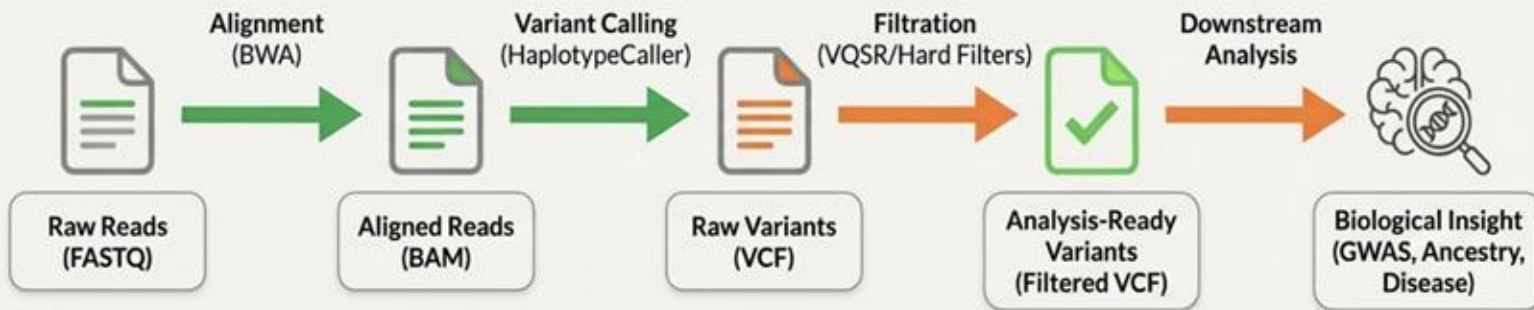 Alignment
(BWA)
Variant Calling
(HaplotypeCaller)
Filtration
(VQSR/Hard Filters)
Downstream
Analysis
Raw Reads
(FASTQ)
Aligned Reads
(BAM)
Raw Variants
(VCF)
Analysis-Ready
Variants
(Filtered VCF)
Biological Insight
(GWAS, Ancestry,
Disease)